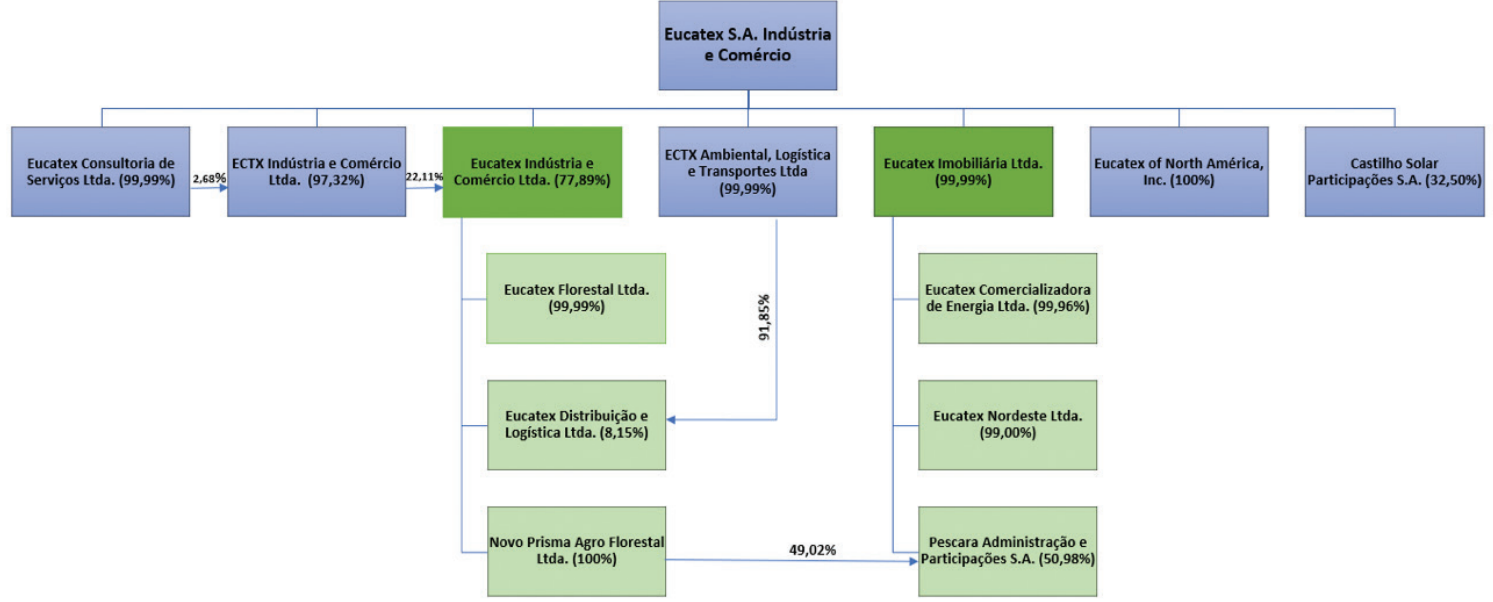 Eucatex S.A. Indústria
e Comércio
Eucatex Consultoria de
Serviços Ltda. (99,99%)
2,68%
ECTX Indústria e Comércio
Ltda. (97,32%)
22,11%
Eucatex Indústria e
Comércio Ltda. (77,89%)
ECTX Ambiental, Logística
e Transportes Ltda
(99,99%)
Eucatex Imobiliária Ltda.
(99,99%)
Eucatex of North América,
Inc. (100%)
Castilho Solar
Participações S.A. (32,50%)
Eucatex Florestal Ltda.
(99,99%)
91,85%
Eucatex Comercializadora
de Energia Ltda. (99,96%)
Eucatex Distribuição e
Logística Ltda. (8,15%)
Eucatex Nordeste Ltda.
(99,00%)
Novo Prisma Agro Florestal
Ltda. (100%)
49,02%
Pescara Administração e
Participações S.A. (50,98%)